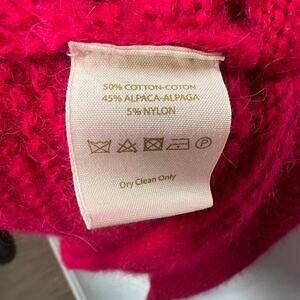 50% COTTON-COTON
45% ALPACA-ALPAGA
5% NYLON
P
Dry Clean Only